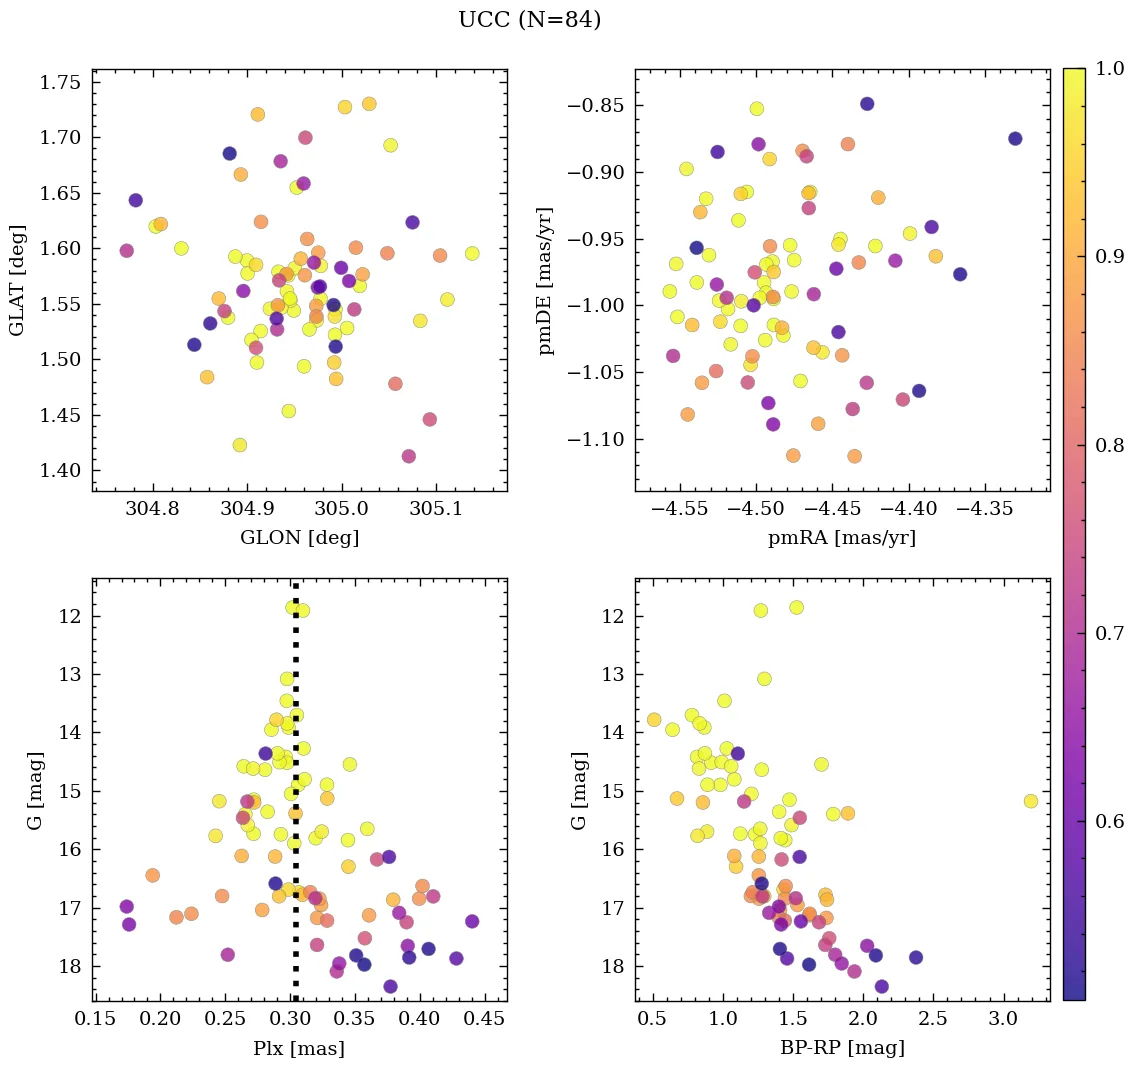 UCC (N=84)
1.75
1.70
1.65
1.60
1.55
1.50
1.45
1.40
GLAT [deg]
304.8 304.9 305.0 305.1
GLON [deg]
−0.85
−0.90
−0.95
−1.00
−1.05
−1.10
pmDE [mas/yr]
−4.55 −4.50 −4.45 −4.40 −4.35
pmRA [mas/yr]
12
13
14
15
16
17
18
G [mag]
0.15 0.20 0.25 0.30 0.35 0.40 0.45
Plx [mas]
12
13
14
15
16
17
18
G [mag]
0.5 1.0 1.5 2.0 2.5 3.0
BP-RP [mag]
1.0
0.9
0.8
0.7
0.6